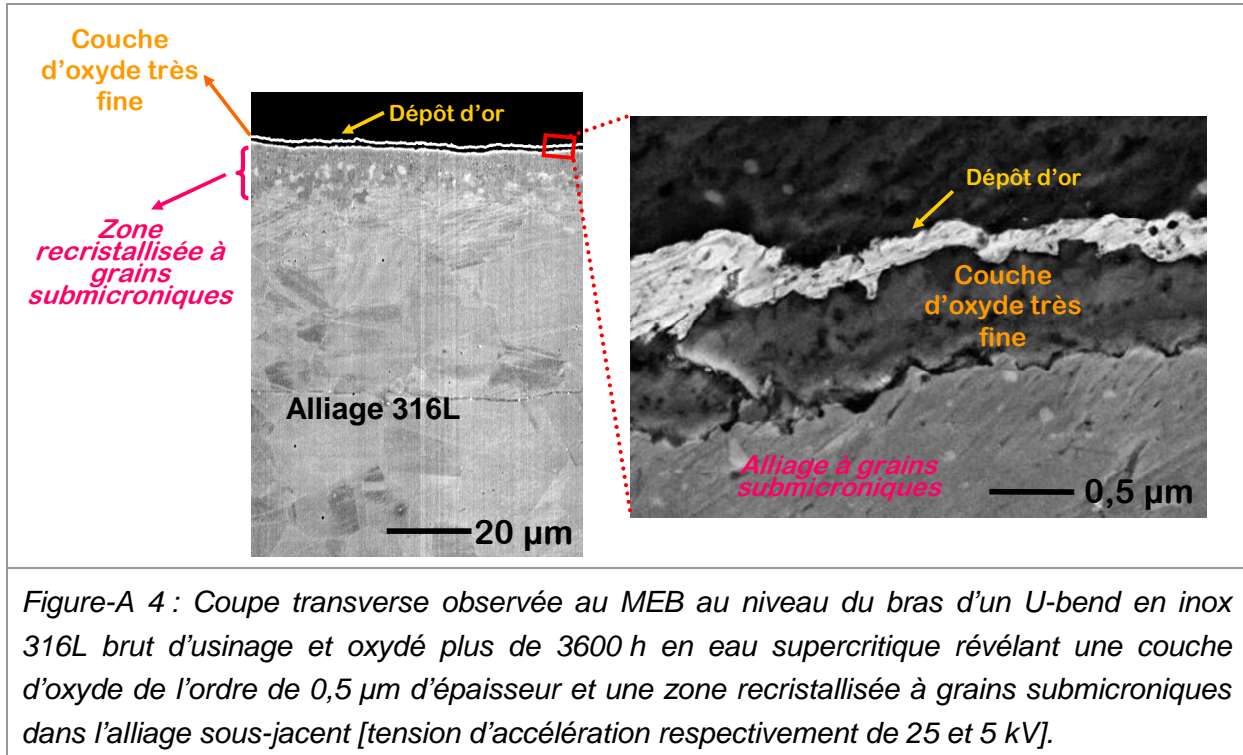 Couche
d'oxyde très
fine
Dépôt d'or
Zone
recristallisée à
grains
submicroniques
Alliage 316L
20 µm
Dépôt d'or
Couche
d'oxyde très
fine
Alliage à grains
submicroniques
0,5 µm
Figure-A 4 : Coupe transverse observée au MEB au niveau du bras d'un U-bend en inox
316L brut d'usinage et oxydé plus de 3600 h en eau supercritique révélant une couche
d'oxyde de l'ordre de 0,5 µm d'épaisseur et une zone recristallisée à grains submicroniques
dans l'alliage sous-jacent [tension d'accélération respectivement de 25 et 5 kV].